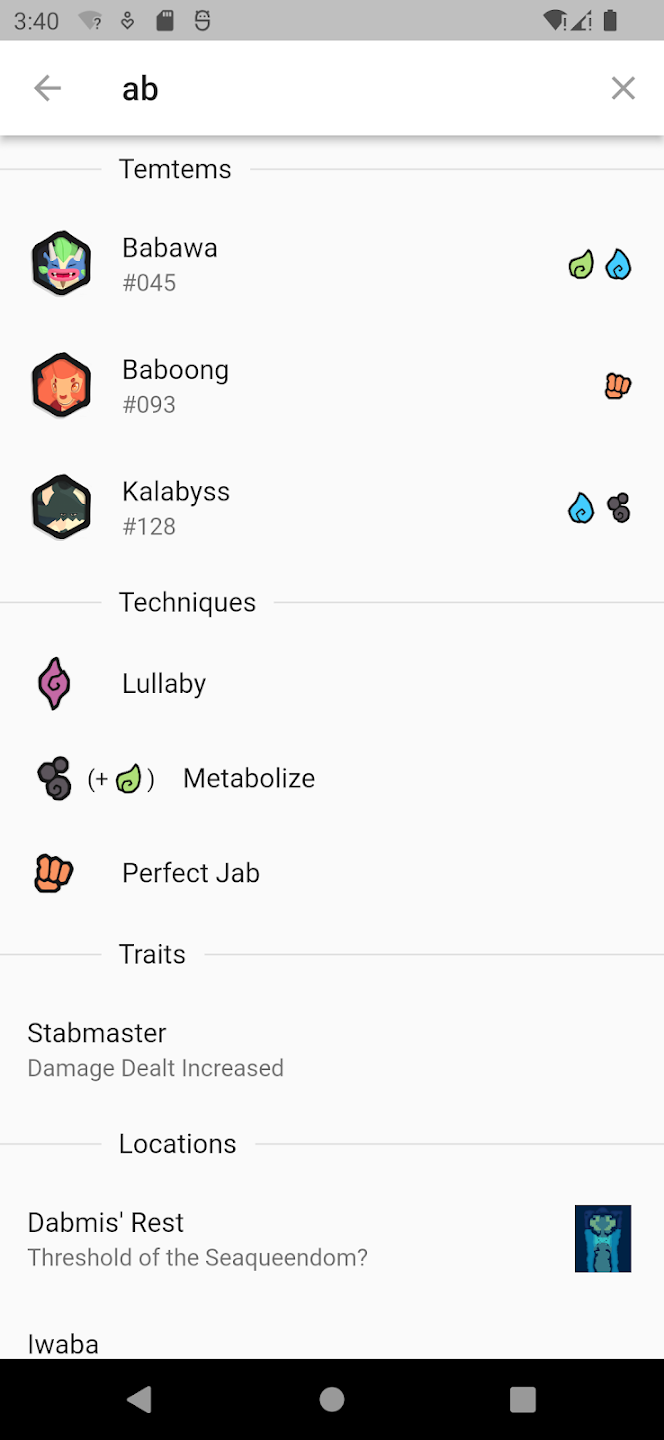 3:40
ab
Temtems
Babawa
#045
Baboong
#093
Kalabyss
#128
Techniques
Lullaby
(+ ) Metabolize
Perfect Jab
Traits
Stabmaster
Damage Dealt Increased
Locations
Dabmis' Rest
Threshold of the Seaqueendom?
Iwaba